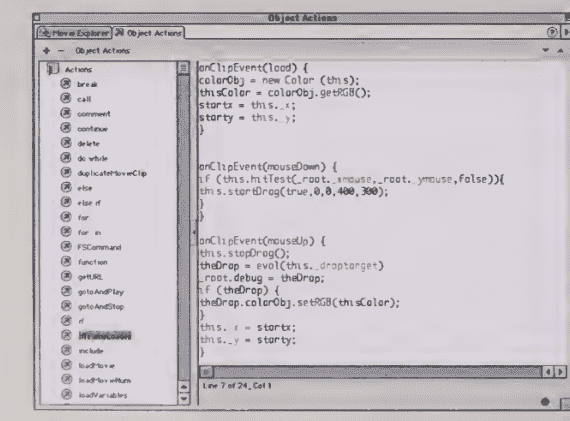 Object Actions
Movie Explorer Object Actions
+ - Object Actions
Actions
break
call
comment
continue
delete
do while
duplicateMovieClip
else
else if
for
for in
FSCommand
function
getURL
gotoAndPlay
gotoAndStop
if
ifFrameLoaded
include
loadMovie
loadMovieNum
loadVariables
onClipEvent(load) {
colorObj = new Color (this);
thisColor = colorObj.getRGB();
startx = this._x;
starty = this._y;
}
onClipEvent(mouseDown) {
if (this.hitTest(_root._xmouse,_root._ymouse,false)){
this.startDrag(true,0,0,400,300);
}
}
onClipEvent(mouseUp) {
this.stopDrag();
theDrop = eval(this._droptarget)
_root.debug = theDrop;
if (theDrop) {
theDrop.colorObj.setRGB(thisColor);
}
this._x = startx;
this._y = starty;
}
Line 7 of 24, Col 1